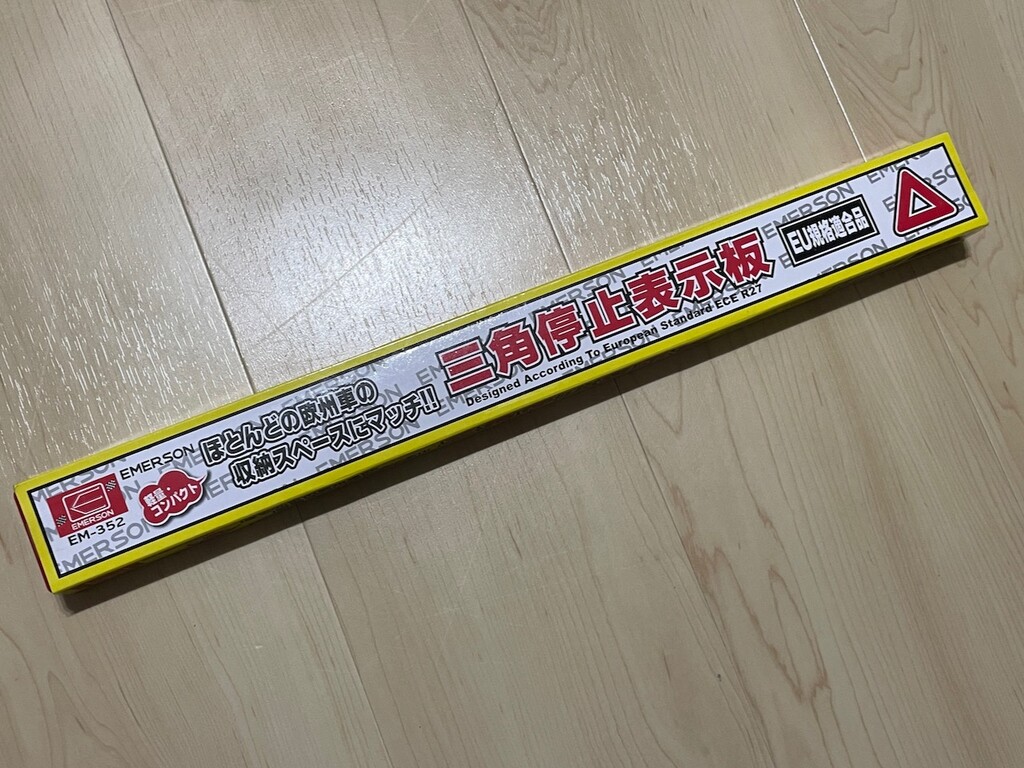 EMERSON
EM-352
軽量・
コンパクト
EMERSON
ほとんどの欧州車の
収納スペースにマッチ!!
三角停止表示板
Designed According To European Standard ECE R27
EU規格適合品